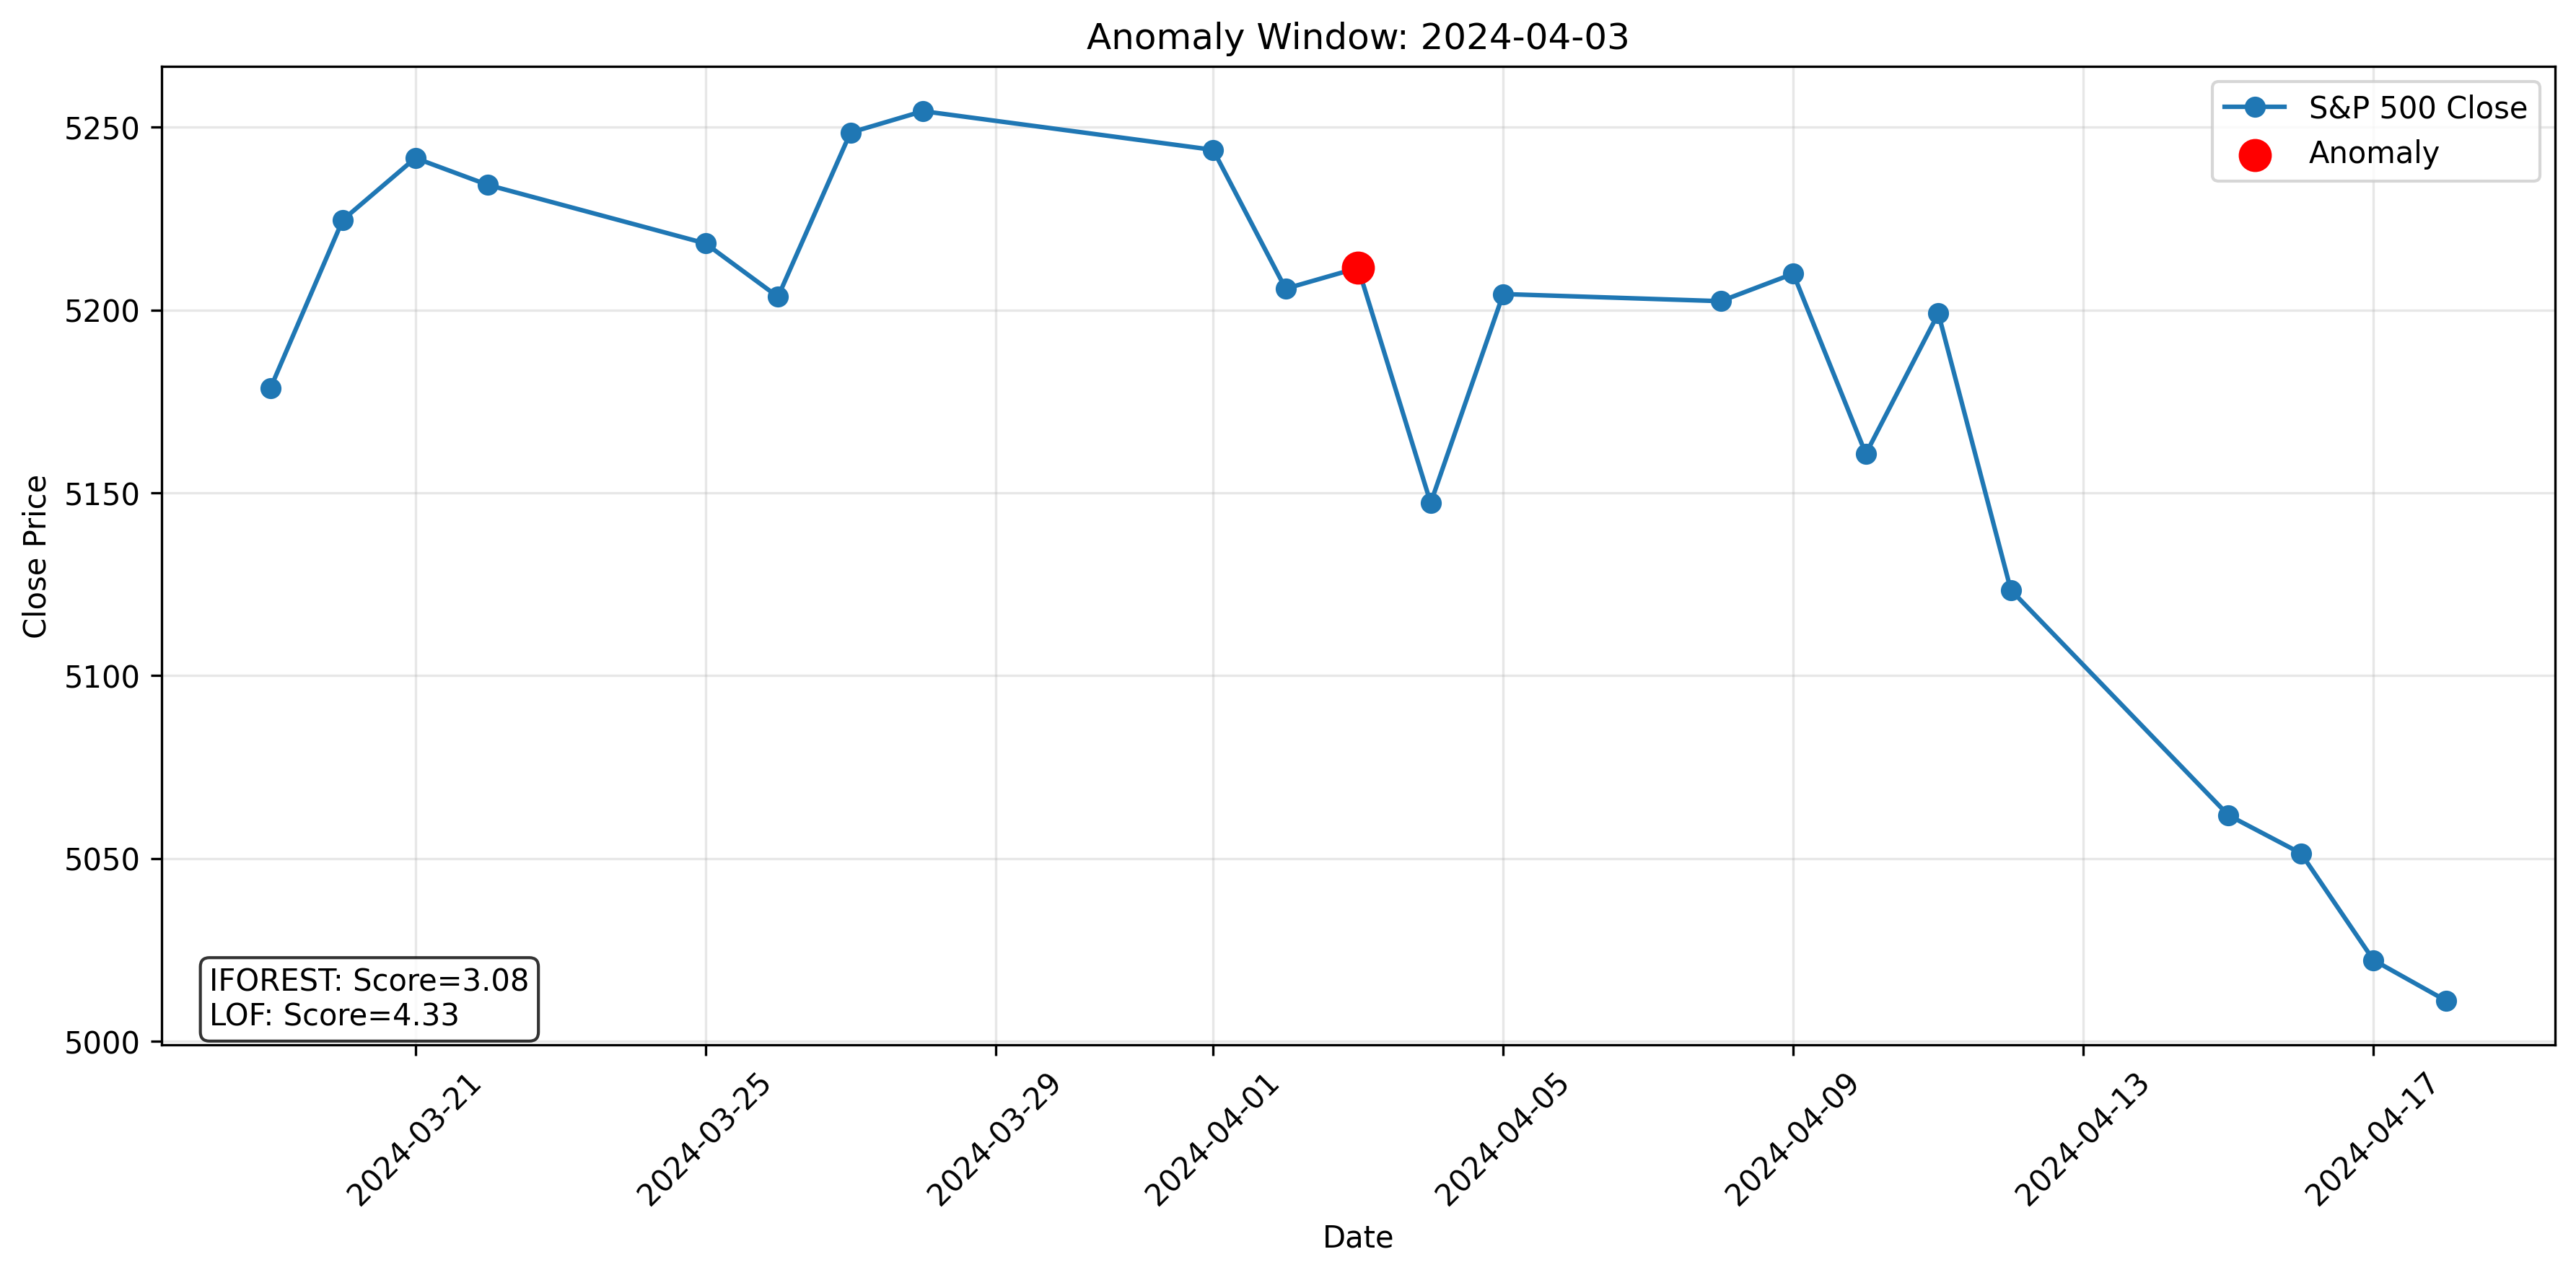 Anomaly Window: 2024-04-03
S&P 500 Close
Anomaly
Close Price
5250
5200
5150
5100
5050
5000
IFOREST: Score=3.08
LOF: Score=4.33
2024-03-21
2024-03-25
2024-03-29
2024-04-01
2024-04-05
2024-04-09
2024-04-13
2024-04-17
Date